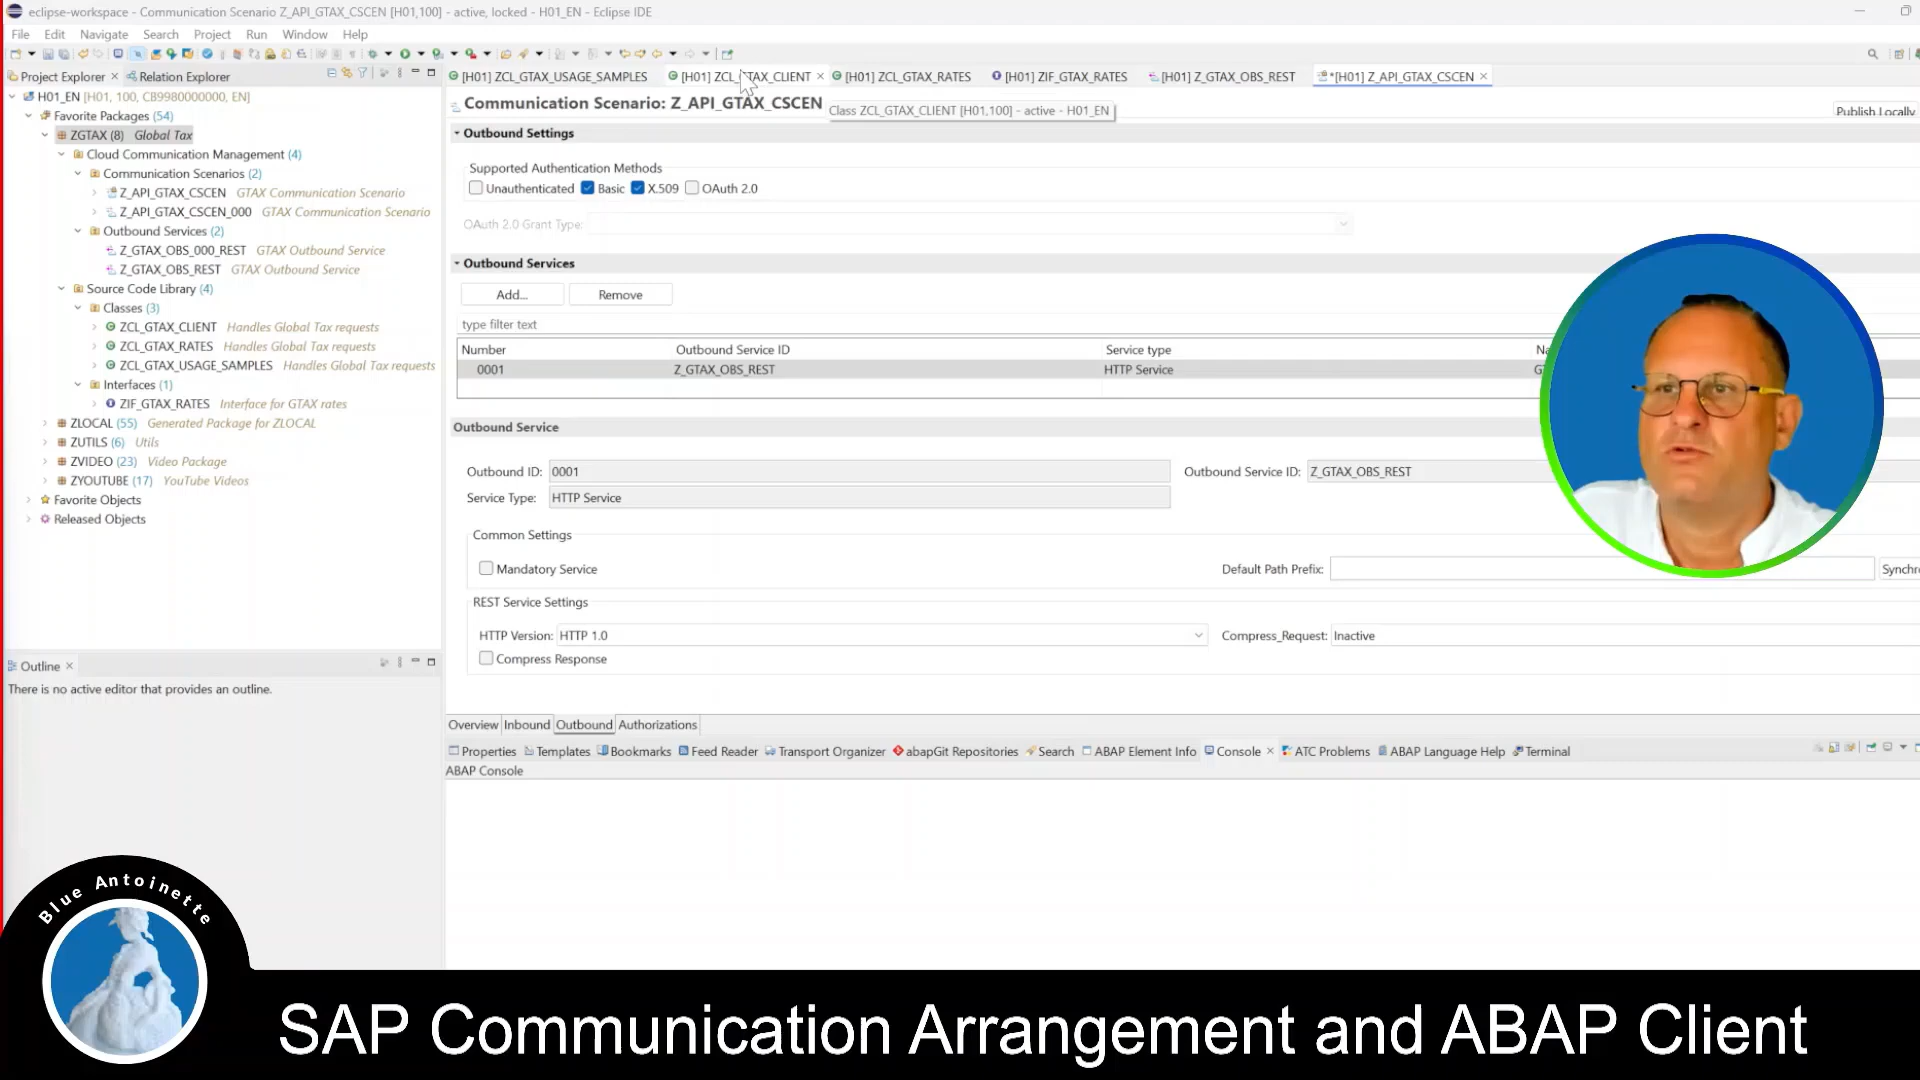 eclipse-workspace - Communication Scenario Z_API_GTAX_CSCEN [H01,100] - active, locked - H01_EN - Eclipse IDE
File Edit Navigate Search Project Run Window Help
Project Explorer Relation Explorer
H01_EN [H01, 100, CB9980000000, EN]
Favorite Packages (54)
ZGTAX (8) Global Tax
Cloud Communication Management (4)
Communication Scenarios (2)
Z_API_GTAX_CSCEN GTAX Communication Scenario
Z_API_GTAX_CSCEN_000 GTAX Communication Scenario
Outbound Services (2)
Z_GTAX_OBS_000_REST GTAX Outbound Service
Z_GTAX_OBS_REST GTAX Outbound Service
Source Code Library (4)
Classes (3)
ZCL_GTAX_CLIENT Handles Global Tax requests
ZCL_GTAX_RATES Handles Global Tax requests
ZCL_GTAX_USAGE_SAMPLES Handles Global Tax requests
Interfaces (1)
ZIF_GTAX_RATES Interface for GTAX rates
ZLOCAL (55) Generated Package for ZLOCAL
ZUTILS (6) Utils
ZVIDEO (23) Video Package
ZYOUTUBE (17) YouTube Videos
Favorite Objects
Released Objects
Outline
There is no active editor that provides an outline.
[H01] ZCL_GTAX_USAGE_SAMPLES [H01] ZCL_GTAX_CLIENT [H01] ZCL_GTAX_RATES [H01] ZIF_GTAX_RATES [H01] Z_GTAX_OBS_REST *[H01] Z_API_GTAX_CSCEN
Communication Scenario: Z_API_GTAX_CSCEN
Class ZCL_GTAX_CLIENT [H01,100] - active - H01_EN
Publish Locally
Outbound Settings
Supported Authentication Methods
Unauthenticated Basic X.509 OAuth 2.0
OAuth 2.0 Grant Type:
Outbound Services
Add... Remove
type filter text
Number Outbound Service ID Service type
0001 Z_GTAX_OBS_REST HTTP Service
Outbound Service
Outbound ID: 0001 Outbound Service ID: Z_GTAX_OBS_REST
Service Type: HTTP Service
Common Settings
Mandatory Service Default Path Prefix: Synchr
REST Service Settings
HTTP Version: HTTP 1.0 Compress_Request: Inactive
Compress Response
Overview Inbound Outbound Authorizations
Properties Templates Bookmarks Feed Reader Transport Organizer abapGit Repositories Search ABAP Element Info Console ATC Problems ABAP Language Help Terminal
ABAP Console
Blue Antoinette
SAP Communication Arrangement and ABAP Client